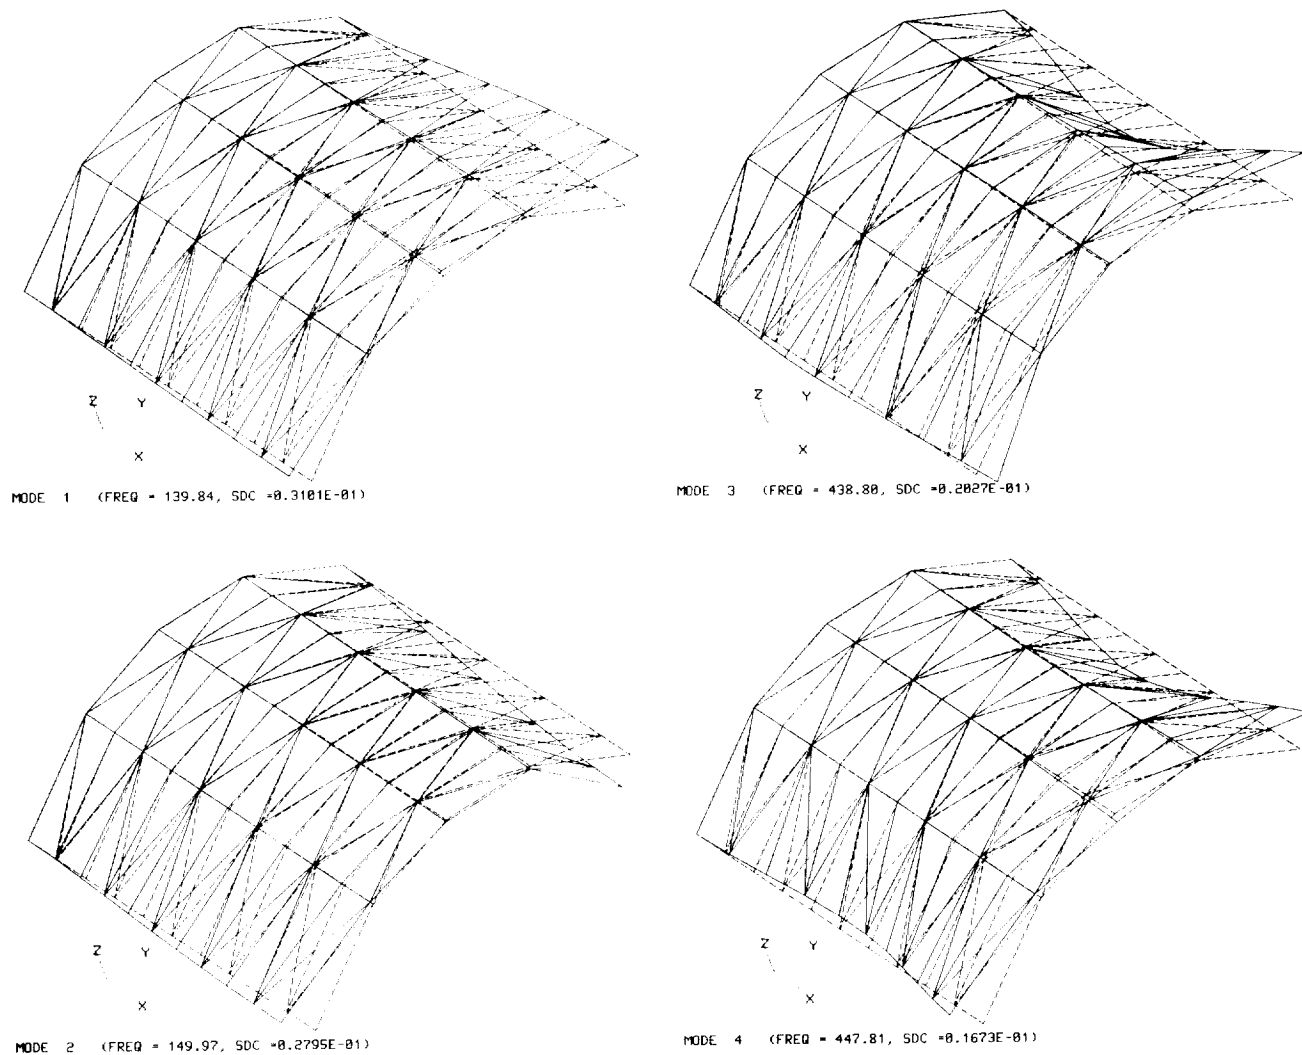 Z Y
X
MODE 1 (FREQ = 139.84, SDC =0.3101E-01)
Z Y
X
MODE 3 (FREQ = 438.80, SDC =0.2027E-01)
Z Y
X
MODE 2 (FREQ = 149.97, SDC =0.2795E-01)
Z Y
X
MODE 4 (FREQ = 447.81, SDC =0.1673E-01)